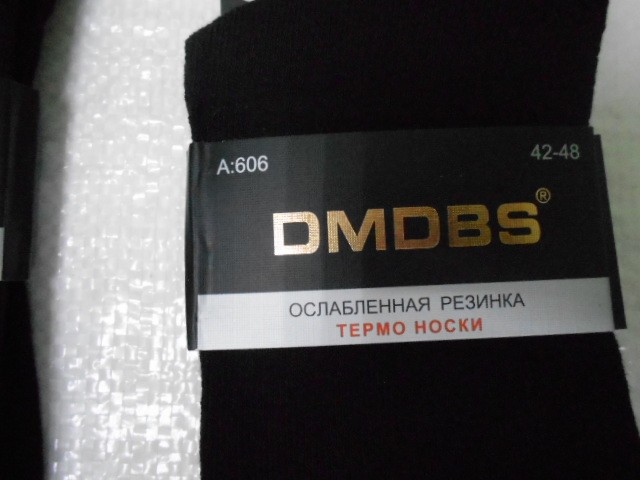 A:606 42-48
DMDBS®
ОСЛАБЛЕННАЯ РЕЗИНКА
ТЕРМО НОСКИ